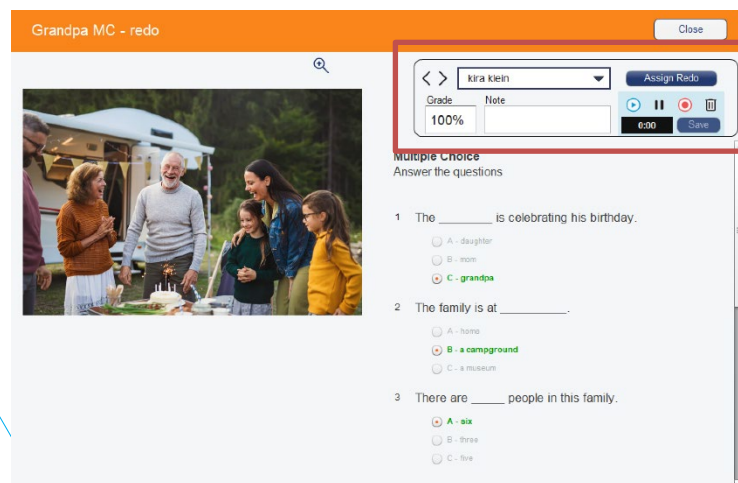 Grandpa MC - redo
Close
kira klein
Assign Redo
Grade
Note
100%
0:00
Save
Multiple Choice
Answer the questions
1 The ________ is celebrating his birthday.
A - daughter
B - mom
C - grandpa
2 The family is at __________.
A - home
B - a campground
C - a museum
3 There are _____ people in this family.
A - six
B - three
C - five